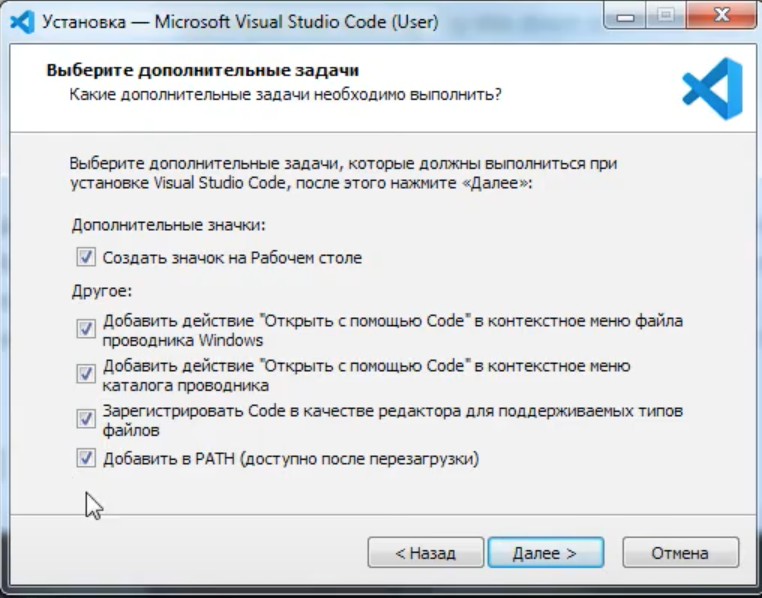 Установка — Microsoft Visual Studio Code (User)
Выберите дополнительные задачи
Какие дополнительные задачи необходимо выполнить?
Выберите дополнительные задачи, которые должны выполниться при
установке Visual Studio Code, после этого нажмите «Далее»:
Дополнительные значки:
Создать значок на Рабочем столе
Другое:
Добавить действие "Открыть с помощью Code" в контекстное меню файла
проводника Windows
Добавить действие "Открыть с помощью Code" в контекстное меню
каталога проводника
Зарегистрировать Code в качестве редактора для поддерживаемых типов
файлов
Добавить в PATH (доступно после перезагрузки)
< Назад
Далее >
Отмена